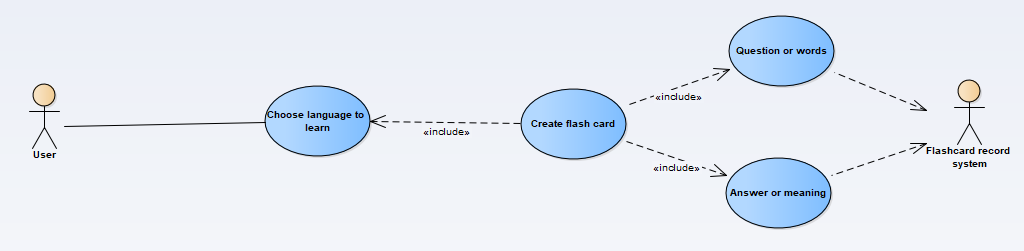 User
Choose language to
learn
«include»
Create flash card
«include»
«include»
Question or words
Answer or meaning
Flashcard record
system